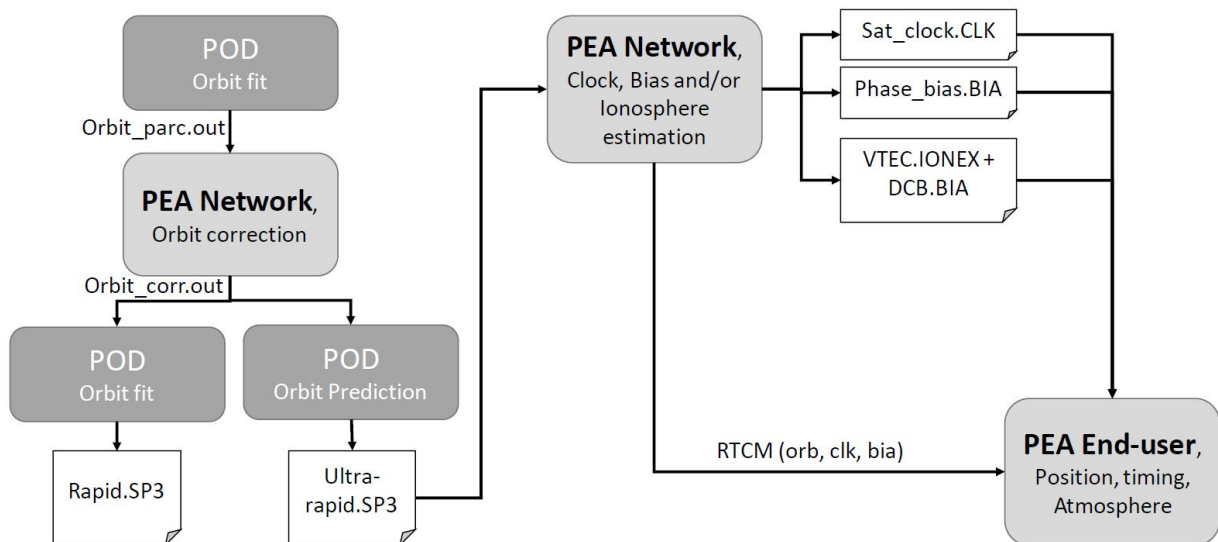 POD
Orbit fit
Orbit_parc.out
PEA Network,
Orbit correction
Orbit_corr.out
POD
Orbit fit
POD
Orbit Prediction
Rapid.SP3
Ultra-
rapid.SP3
PEA Network,
Clock, Bias and/or
Ionosphere
estimation
Sat_clock.CLK
Phase_bias.BIA
VTEC.IONEX +
DCB.BIA
RTCM (orb, clk, bia)
PEA End-user,
Position, timing,
Atmosphere